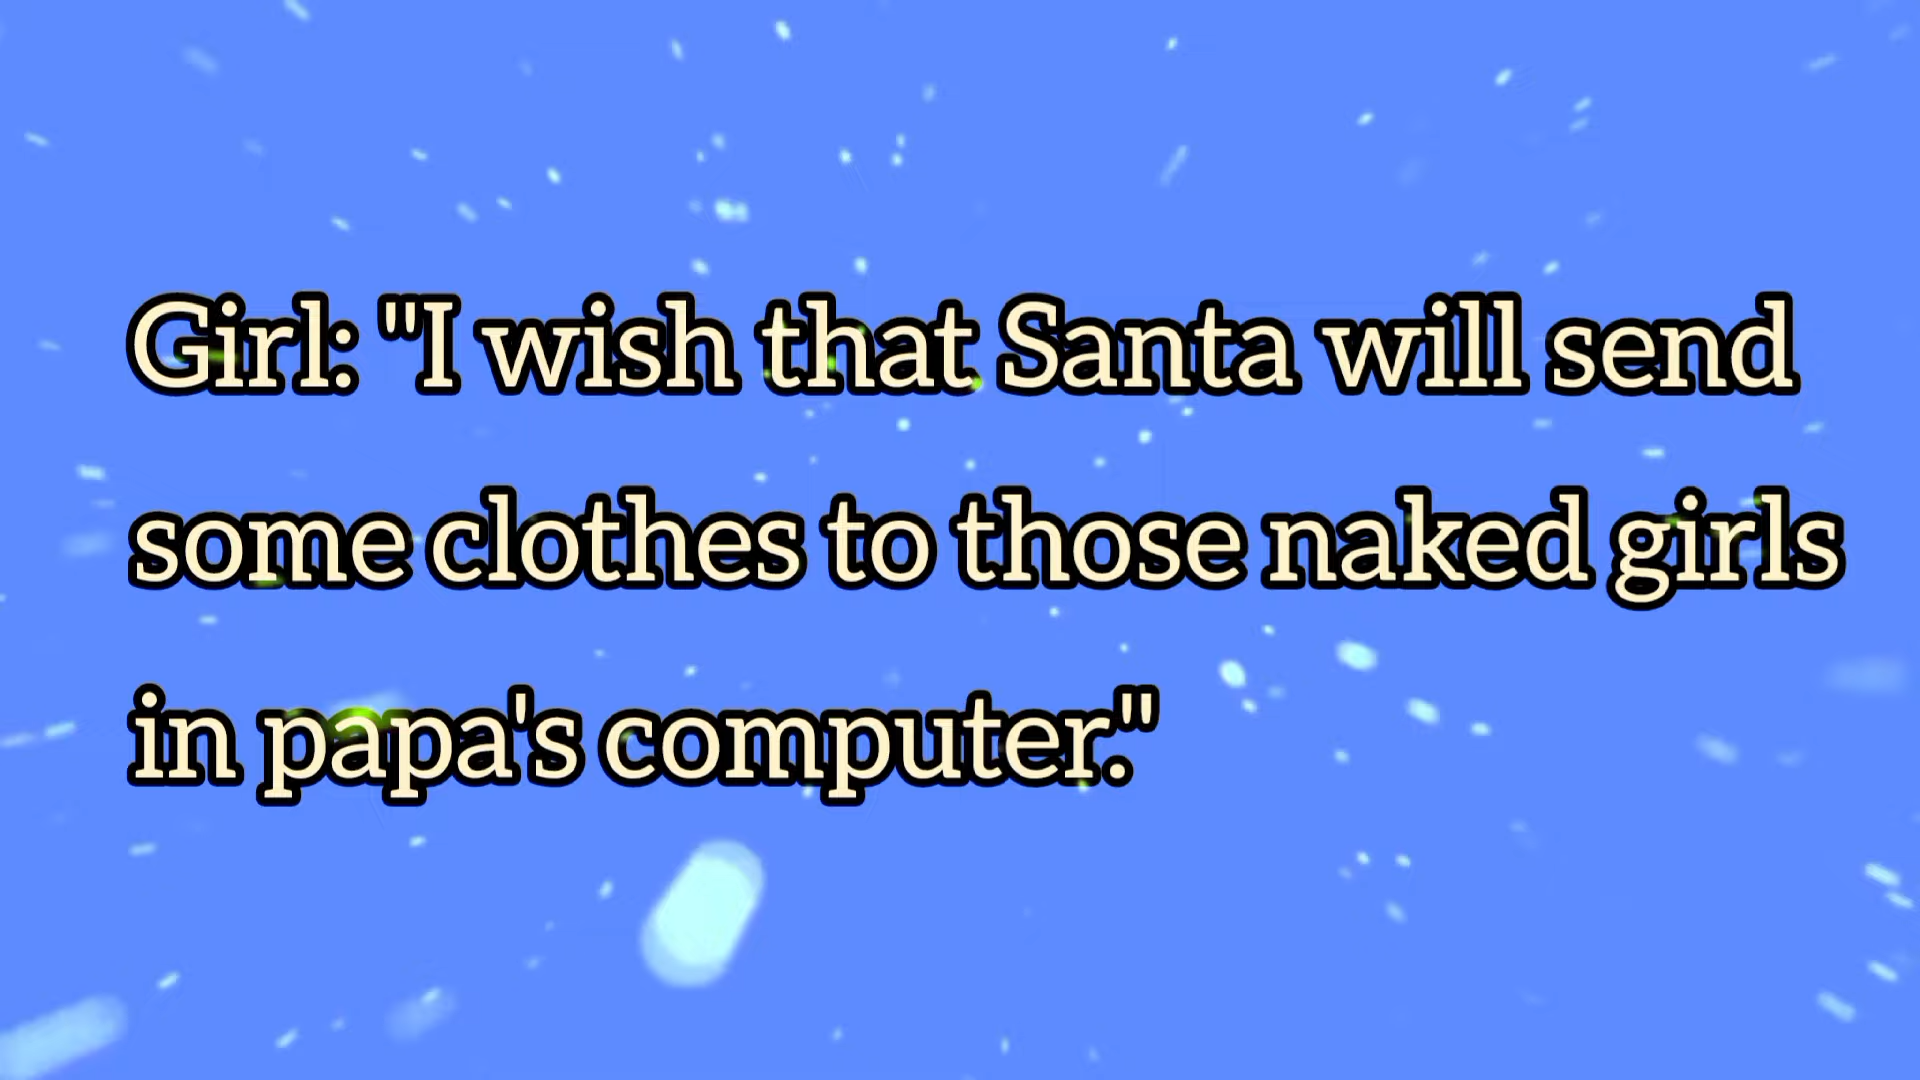 Girl: "I wish that Santa will send
some clothes to those naked girls
in papa's computer."